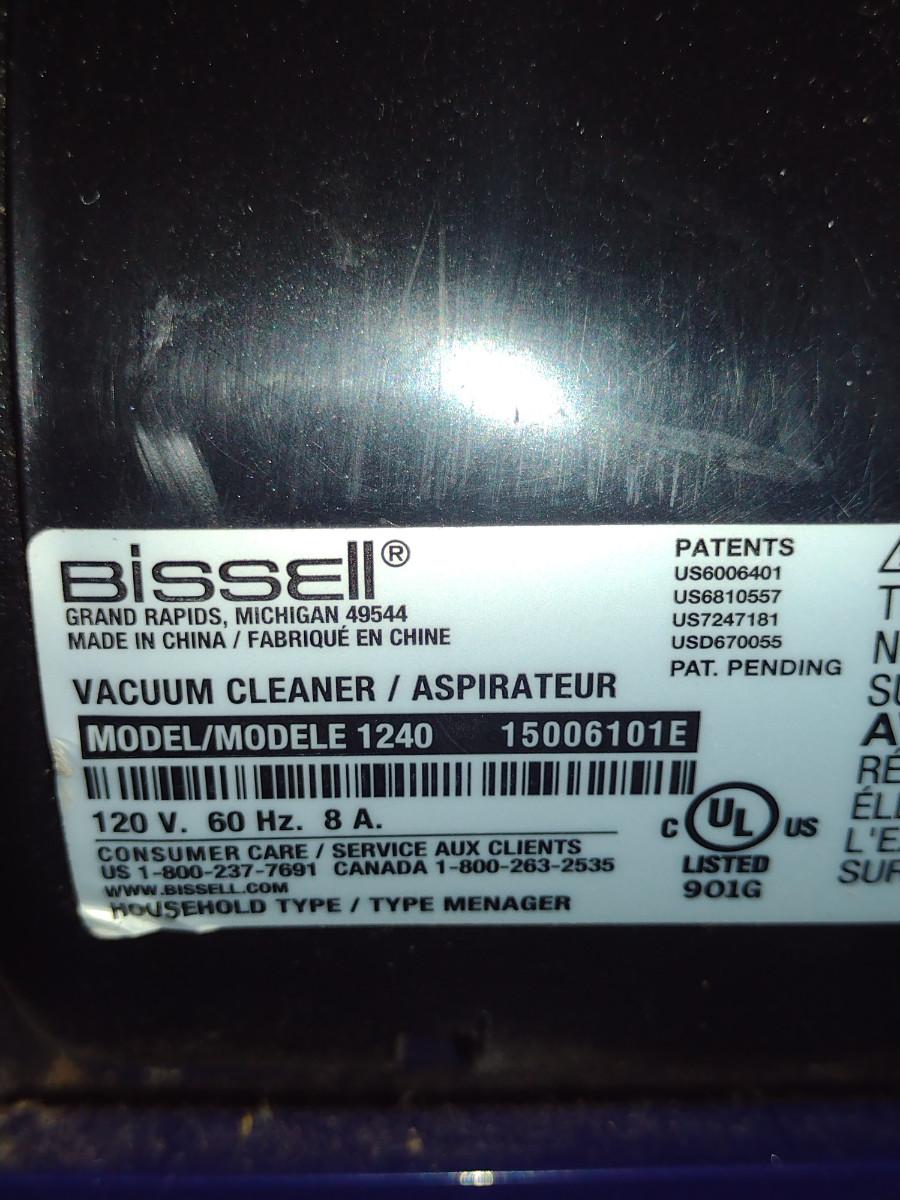 BISSELL®
GRAND RAPIDS, MICHIGAN 49544
MADE IN CHINA / FABRIQUÉ EN CHINE
VACUUM CLEANER / ASPIRATEUR
MODEL/MODELE 1240 15006101E
120 V. 60 Hz. 8 A.
CONSUMER CARE / SERVICE AUX CLIENTS
US 1-800-237-7691 CANADA 1-800-263-2535
WWW.BISSELL.COM
HOUSEHOLD TYPE / TYPE MENAGER
PATENTS
US6006401
US6810557
US7247181
USD670055
PAT. PENDING
C UL US
LISTED
901G
L'E
SUR